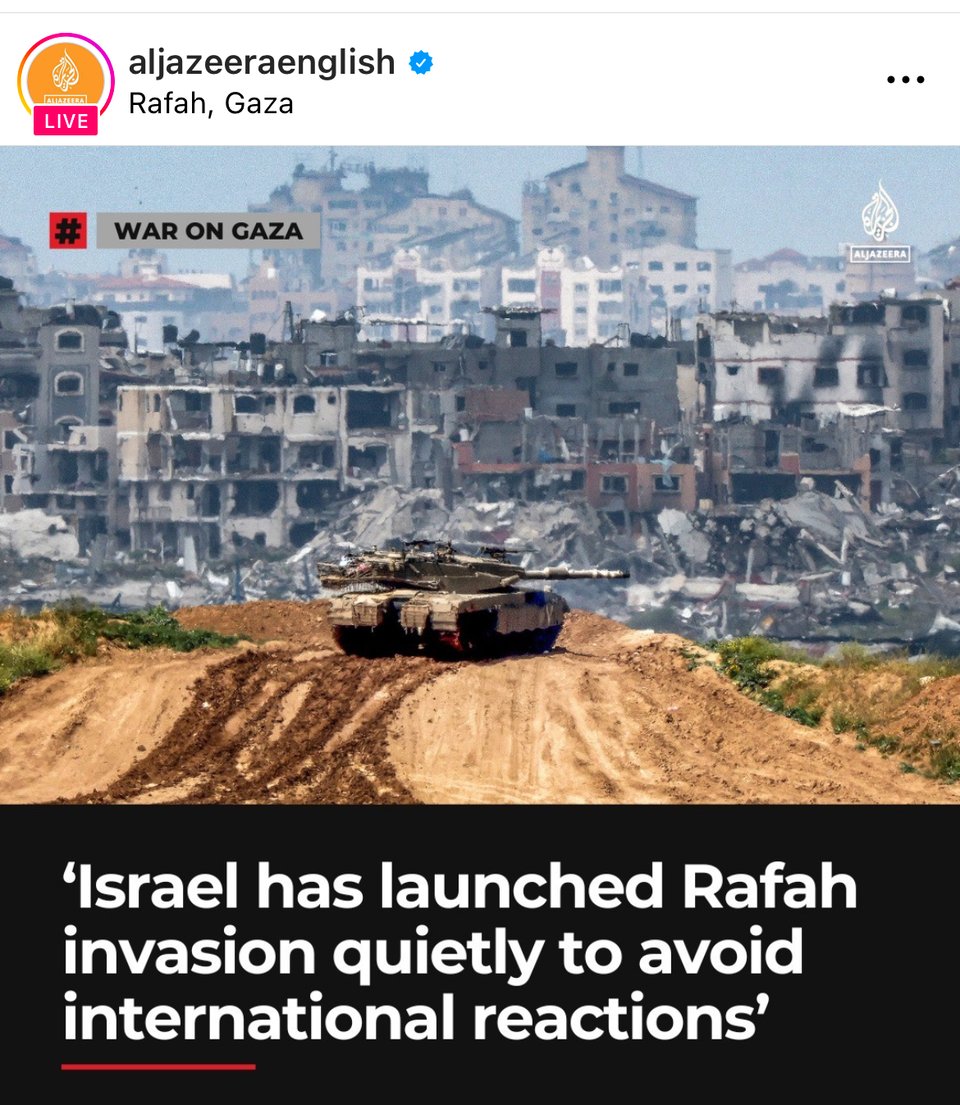 aljazeeraenglish
ALJAZEERA
LIVE
Rafah, Gaza
# WAR ON GAZA
ALJAZEERA
‘Israel has launched Rafah
invasion quietly to avoid
international reactions’